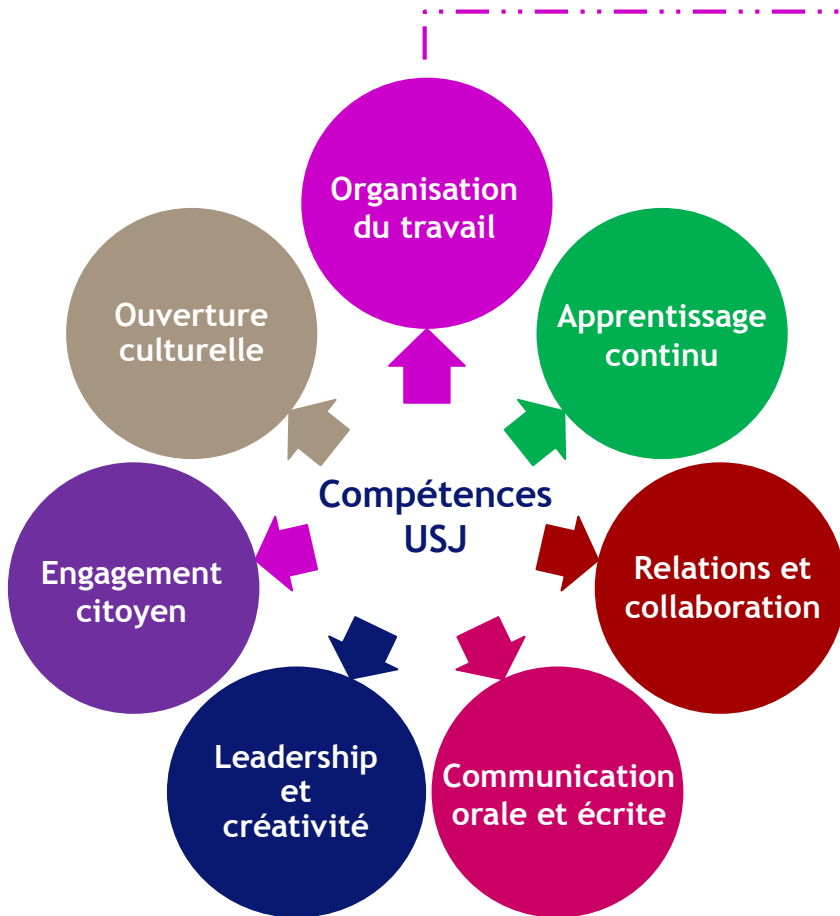 Organisation
du travail
Ouverture
culturelle
Apprentissage
continu
Compétences
USJ
Engagement
citoyen
Relations et
collaboration
Leadership
et
créativité
Communication
orale et écrite